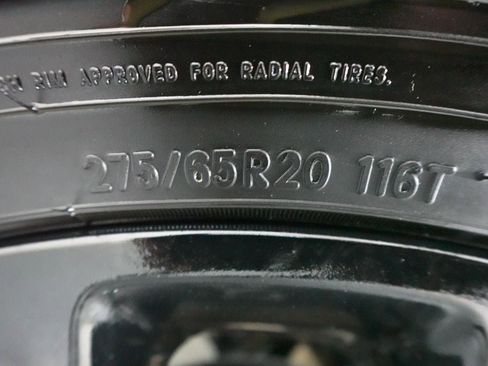 RIM APPROVED FOR RADIAL TIRES.
275/65R20 116T